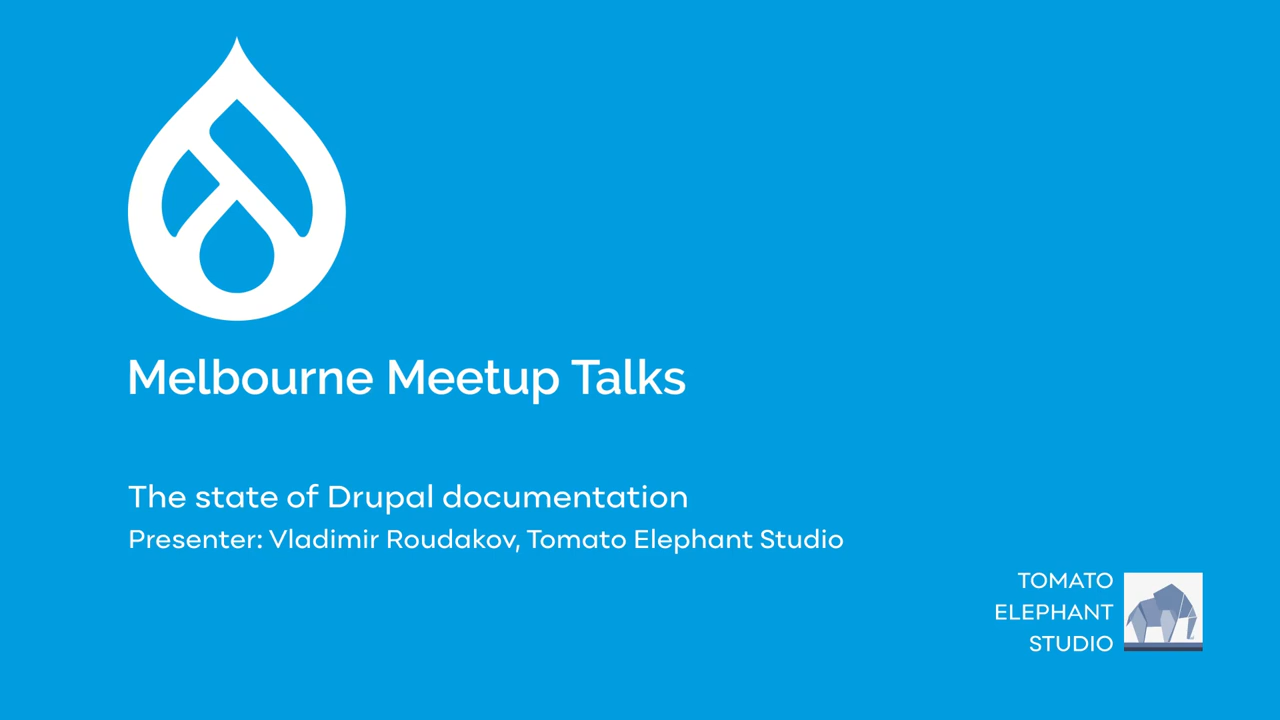 Melbourne Meetup Talks
The state of Drupal documentation
Presenter: Vladimir Roudakov, Tomato Elephant Studio
TOMATO
ELEPHANT
STUDIO